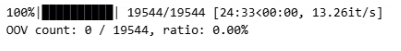 100%|██████████| 19544/19544 [24:33<00:00, 13.26it/s]
OOV count: 0 / 19544, ratio: 0.00%